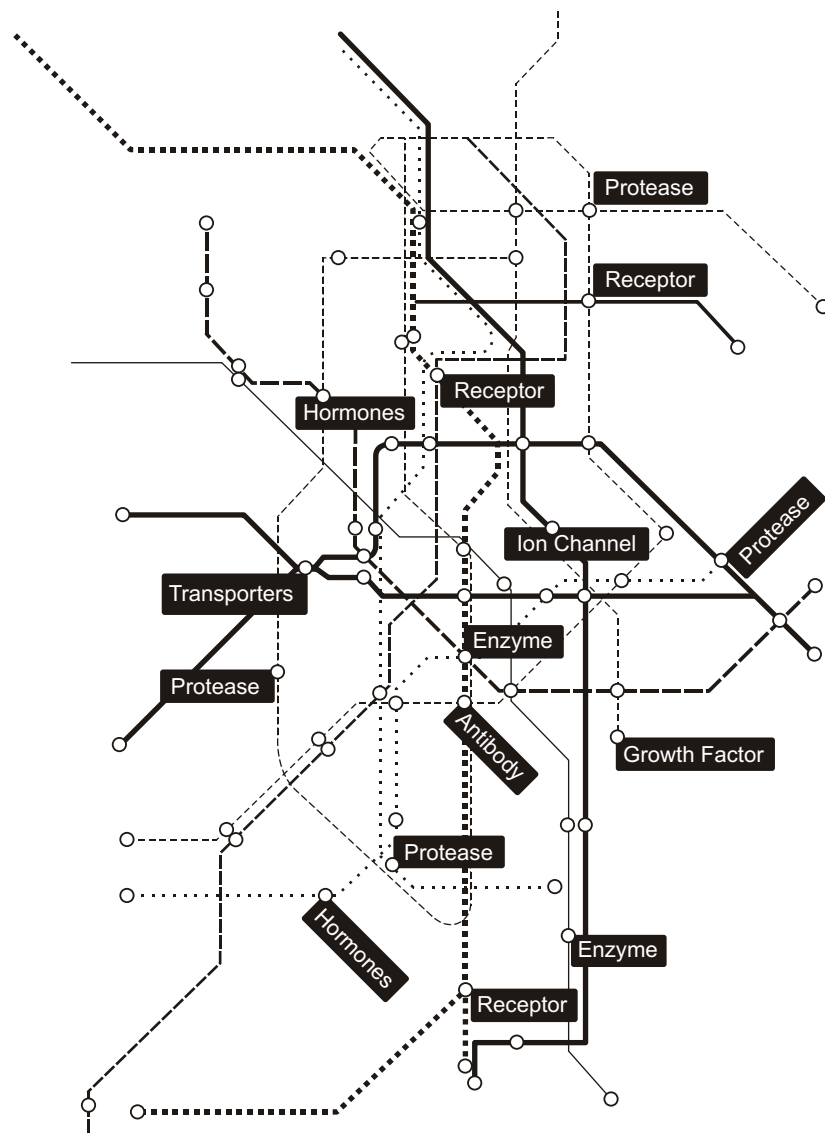 Protease
Receptor
Receptor
Hormones
Protease
Ion Channel
Transporters
Enzyme
Protease
Antibody
Growth Factor
Protease
Hormones
Enzyme
Receptor